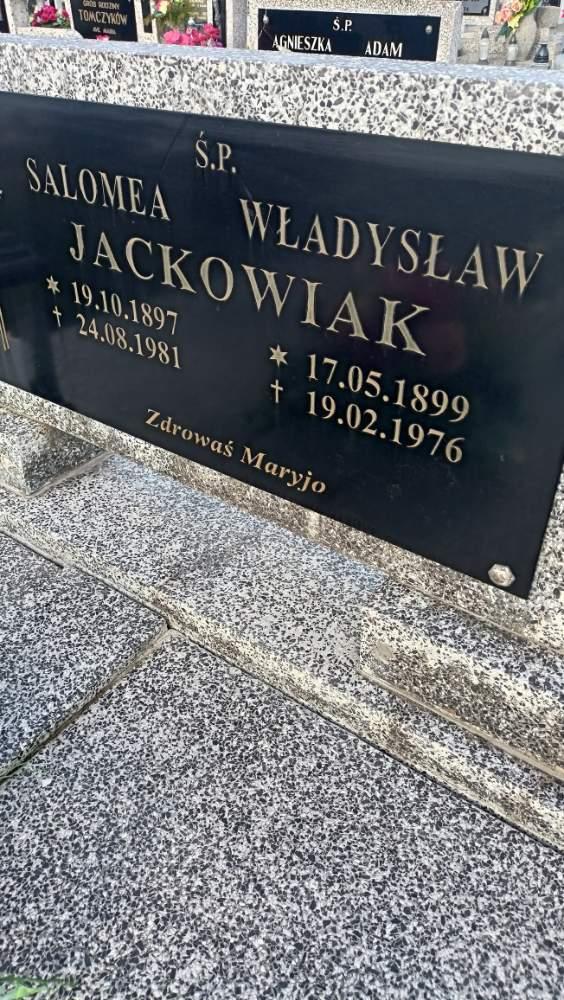 GRÓB RODZINY
TOMCZYKÓW
Ś.P.
AGNIESZKA ADAM
Ś.P.
SALOMEA WŁADYSŁAW
JACKOWIAK
* 19.10.1897
† 24.08.1981
* 17.05.1899
† 19.02.1976
Zdrowaś Maryjo